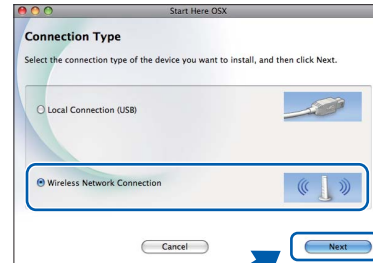 Start Here OSX
Connection Type
Select the connection type of the device you want to install, and then click Next.
Local Connection (USB)
Wireless Network Connection
Cancel
Next